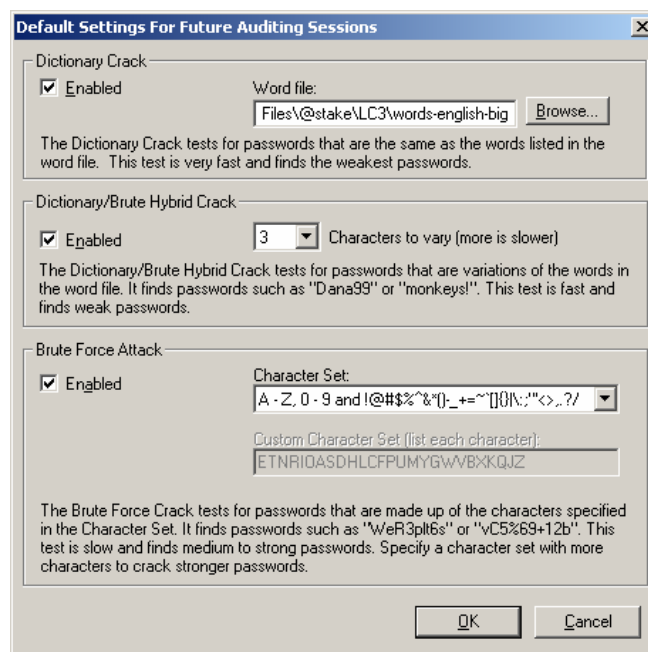 Default Settings For Future Auditing Sessions
Dictionary Crack
Enabled
Word file:
Files\@stake\LC3\words-english-big
Browse...
The Dictionary Crack tests for passwords that are the same as the words listed in the
word file. This test is very fast and finds the weakest passwords.
Dictionary/Brute Hybrid Crack
Enabled
3
Characters to vary (more is slower)
The Dictionary/Brute Hybrid Crack tests for passwords that are variations of the words in
the word file. It finds passwords such as "Dana99" or "monkeys!". This test is fast and
finds weak passwords.
Brute Force Attack
Enabled
Character Set:
A - Z, 0 - 9 and !@#$%^&*()-_+=~`[]{}|\:;'"<>,.?/
Custom Character Set (list each character):
ETNRIOASDHLCFPUMYGWVBXKQJZ
The Brute Force Crack tests for passwords that are made up of the characters specified
in the Character Set. It finds passwords such as "WeR3plt6s" or "vC5%69+12b". This
test is slow and finds medium to strong passwords. Specify a character set with more
characters to crack stronger passwords.
OK
Cancel